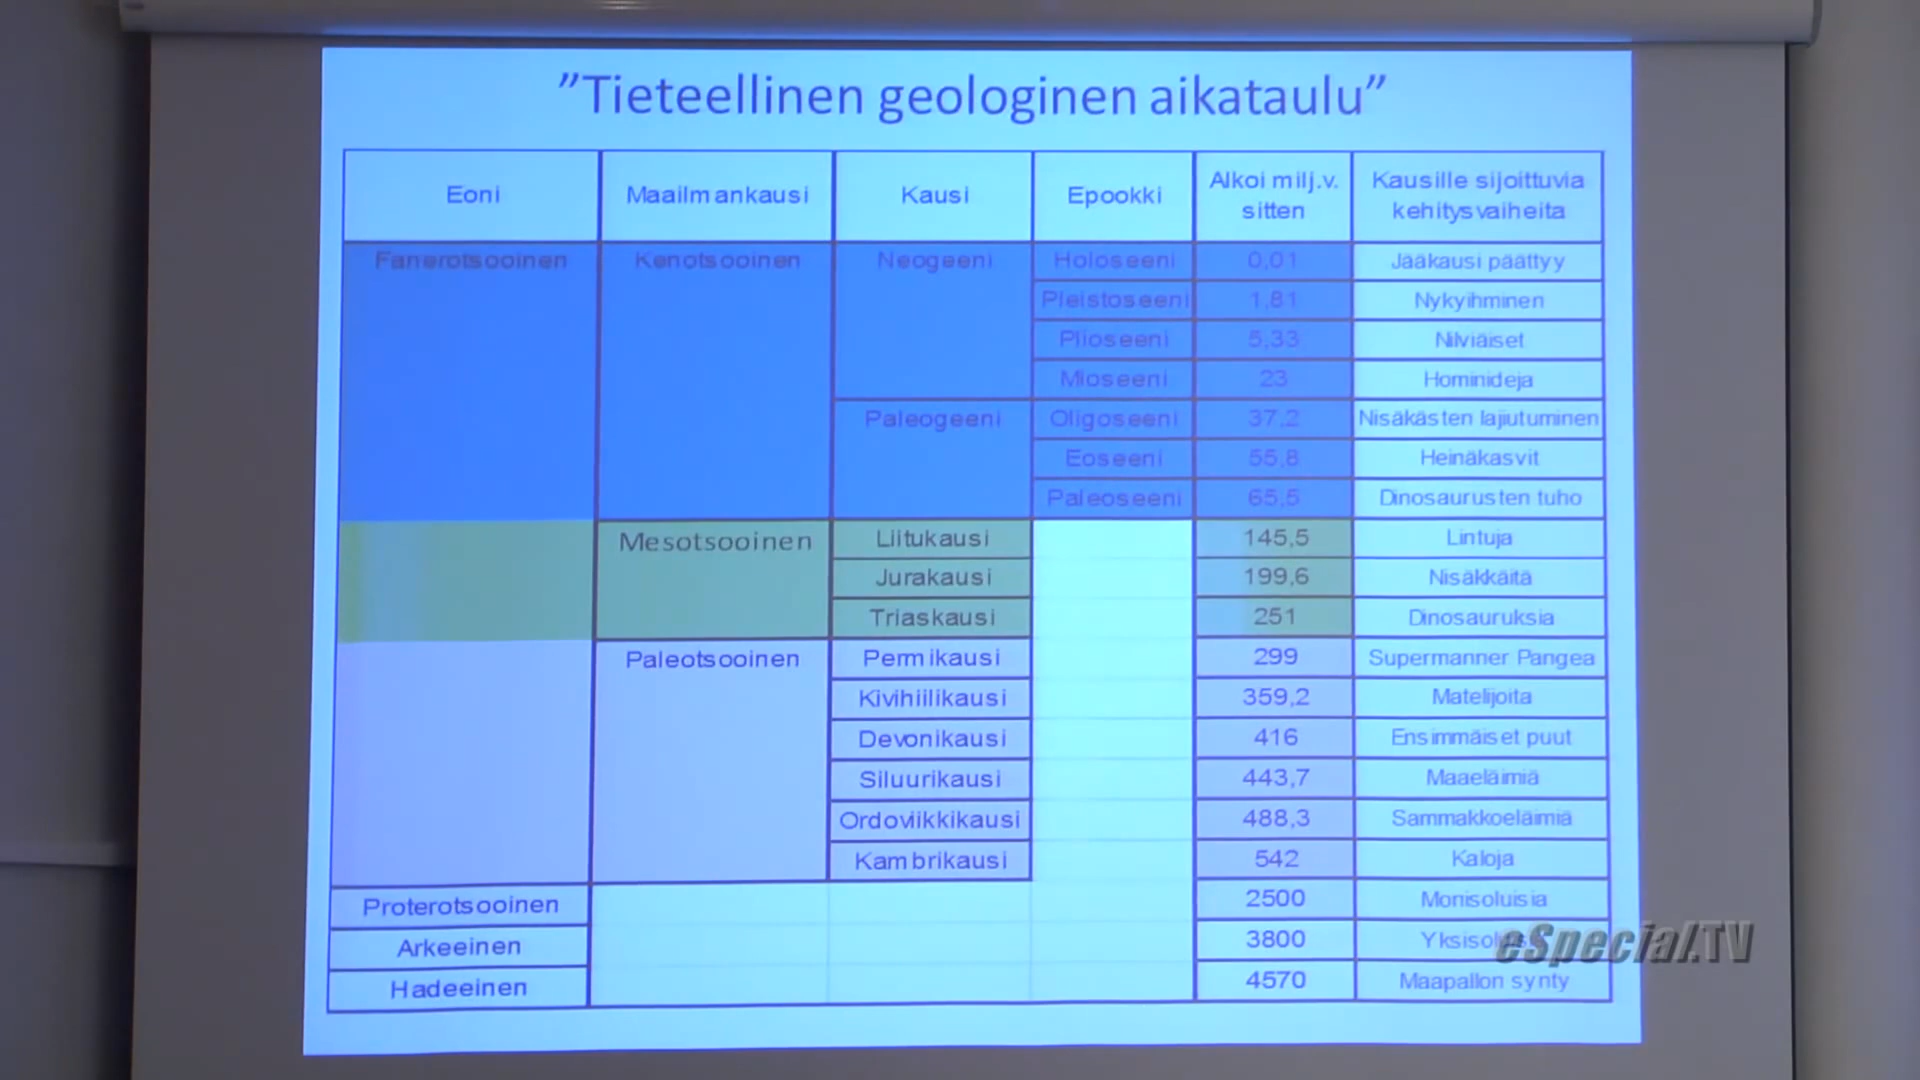 ”Tieteellinen geologinen aikataulu”
Eoni Maailmankausi Kausi Epookki Alkoi milj.v. sitten Kausille sijoittuvia kehitysvaiheita
Fanerotsooinen Kenotsooinen Neogeeni Holoseeni 0,01 Jääkausi päättyy
Pleistoseeni 1,81 Nykyihminen
Plioseeni 5,33 Nilviäiset
Mioseeni 23 Hominideja
Paleogeeni Oligoseeni 37,2 Nisäkästen lajiutuminen
Eoseeni 55,8 Heinäkasvit
Paleoseeni 65,5 Dinosaurusten tuho
Mesotsooinen Liitukausi 145,5 Lintuja
Jurakausi 199,6 Nisäkkäitä
Triaskausi 251 Dinosauruksia
Paleotsooinen Permikausi 299 Supermanner Pangea
Kivihiilikausi 359,2 Matelijoita
Devonikausi 416 Ensimmäiset puut
Siluurikausi 443,7 Maaeläimiä
Ordoviikkikausi 488,3 Sammakkoeläimiä
Kambrikausi 542 Kaloja
Proterotsooinen 2500 Monisoluisia
Arkeeinen 3800
Hadeeinen 4570 Maapallon synty
eSpecial.TV